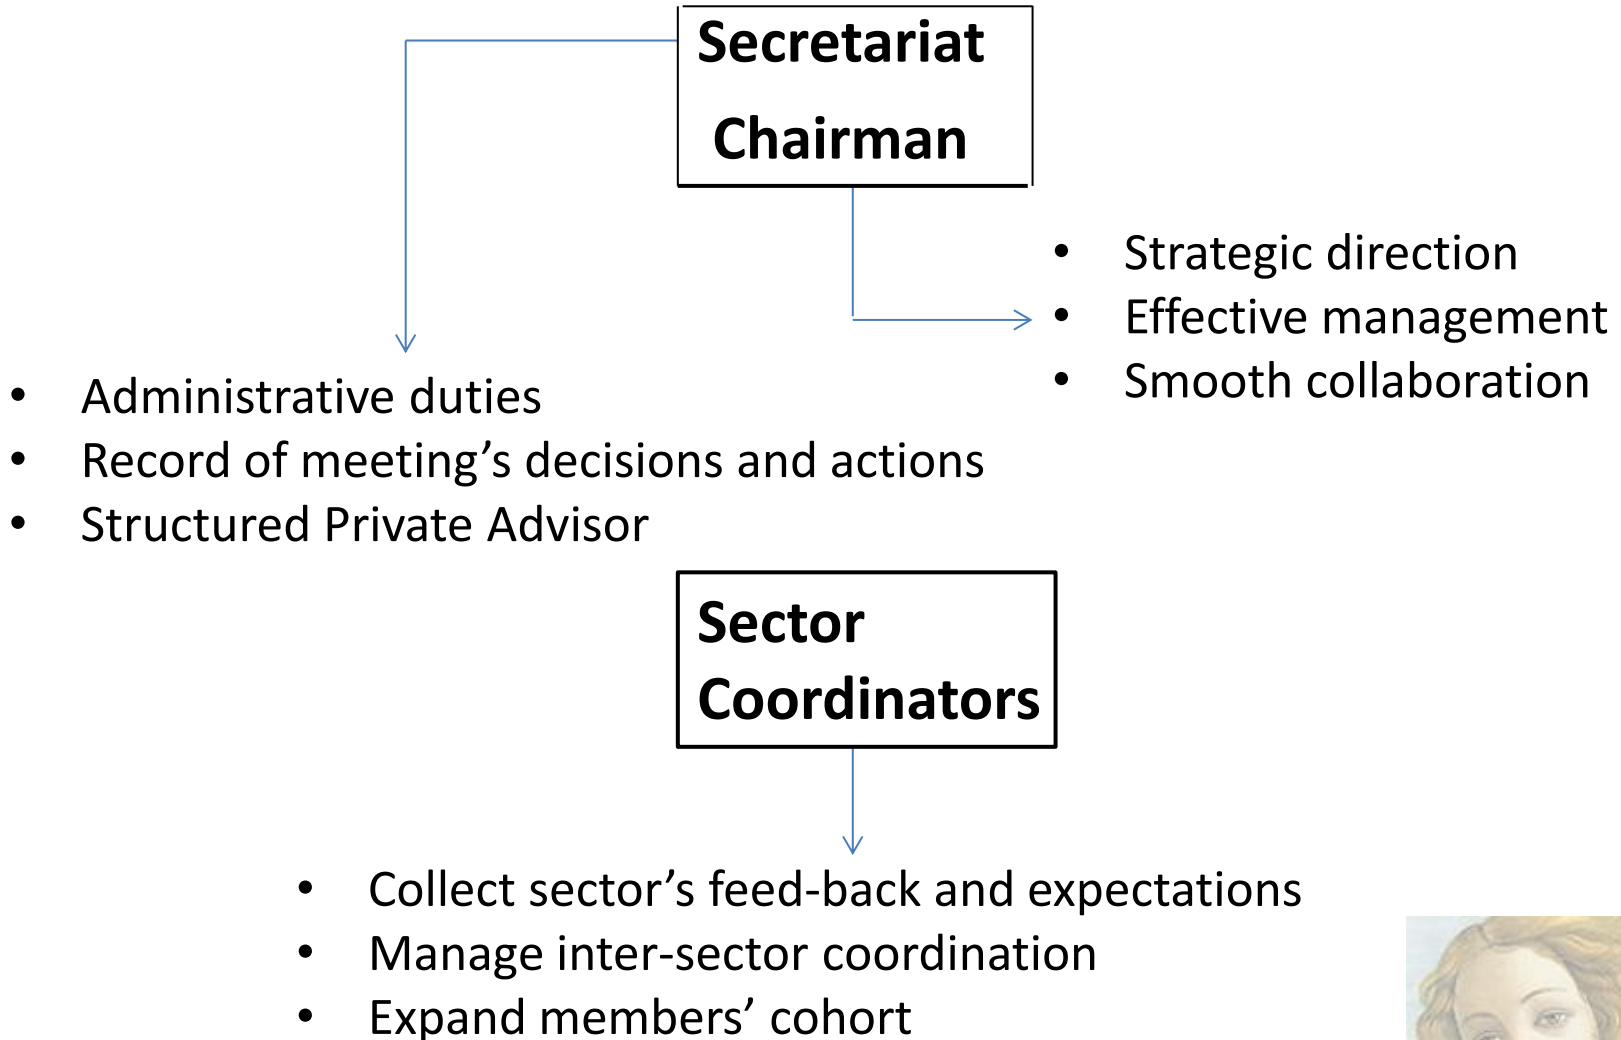 Secretariat
Chairman
• Strategic direction
• Effective management
• Smooth collaboration
• Administrative duties
• Record of meeting’s decisions and actions
• Structured Private Advisor
Sector
Coordinators
• Collect sector’s feed-back and expectations
• Manage inter-sector coordination
• Expand members’ cohort